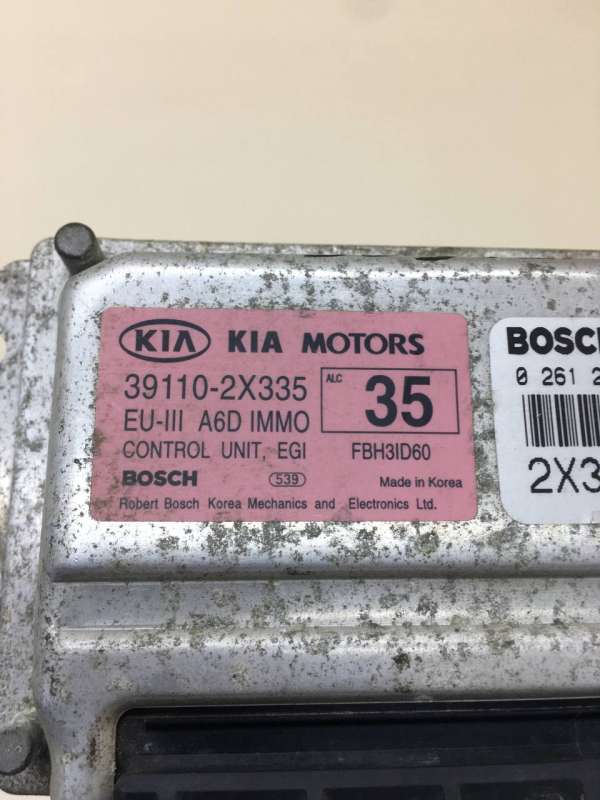 KIA KIA MOTORS
39110-2X335
ALC 35
EU-III A6D IMMO
CONTROL UNIT, EGI FBH3ID60
BOSCH 539 Made in Korea
Robert Bosch Korea Mechanics and Electronics Ltd.
BOSCH
0 261 2
2X3